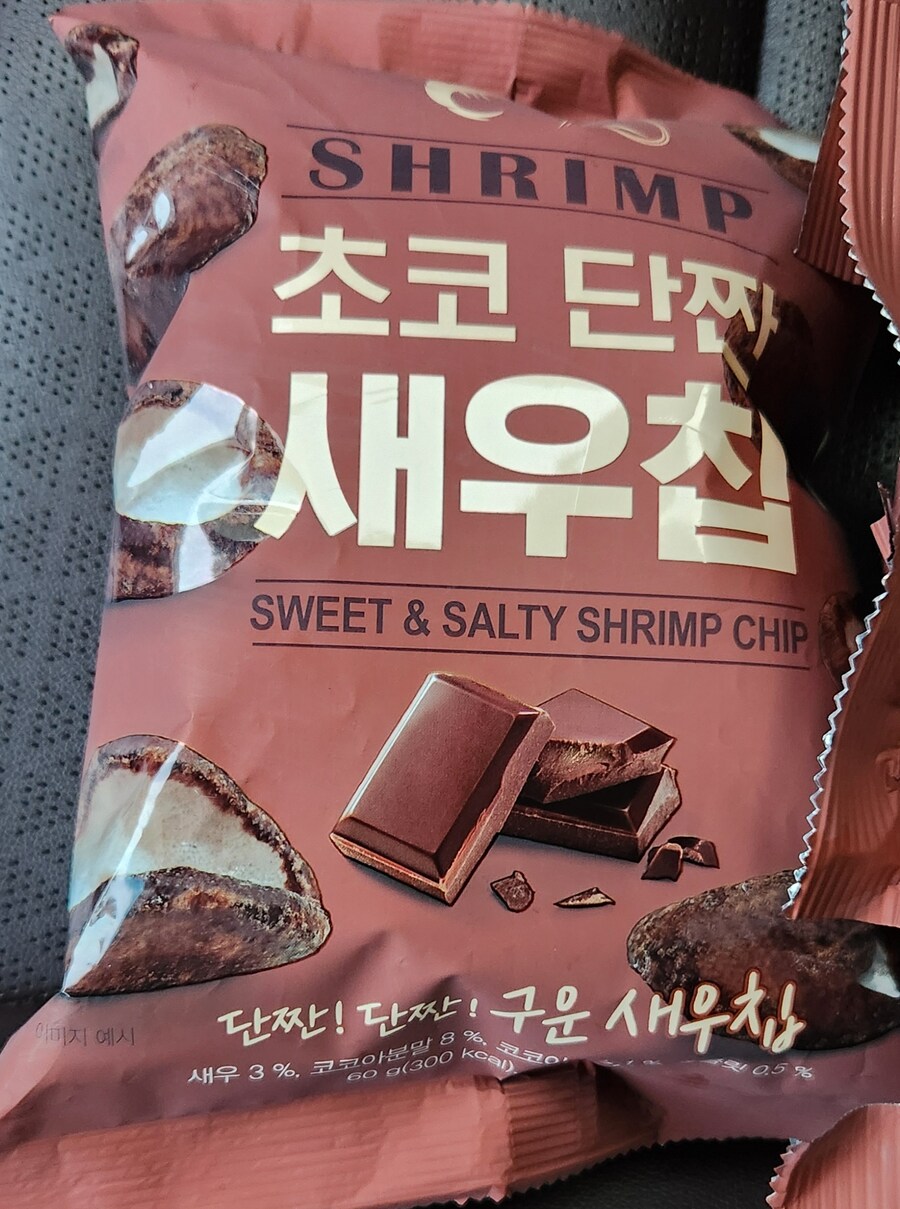 SHRIMP
초코 단짠
새우칩
SWEET & SALTY SHRIMP CHIP
단짠! 단짠! 구운 새우칩
이미지 예시
새우 3 %, 코코아분말 8 %, 0.5 %
60 g(300 kcal)